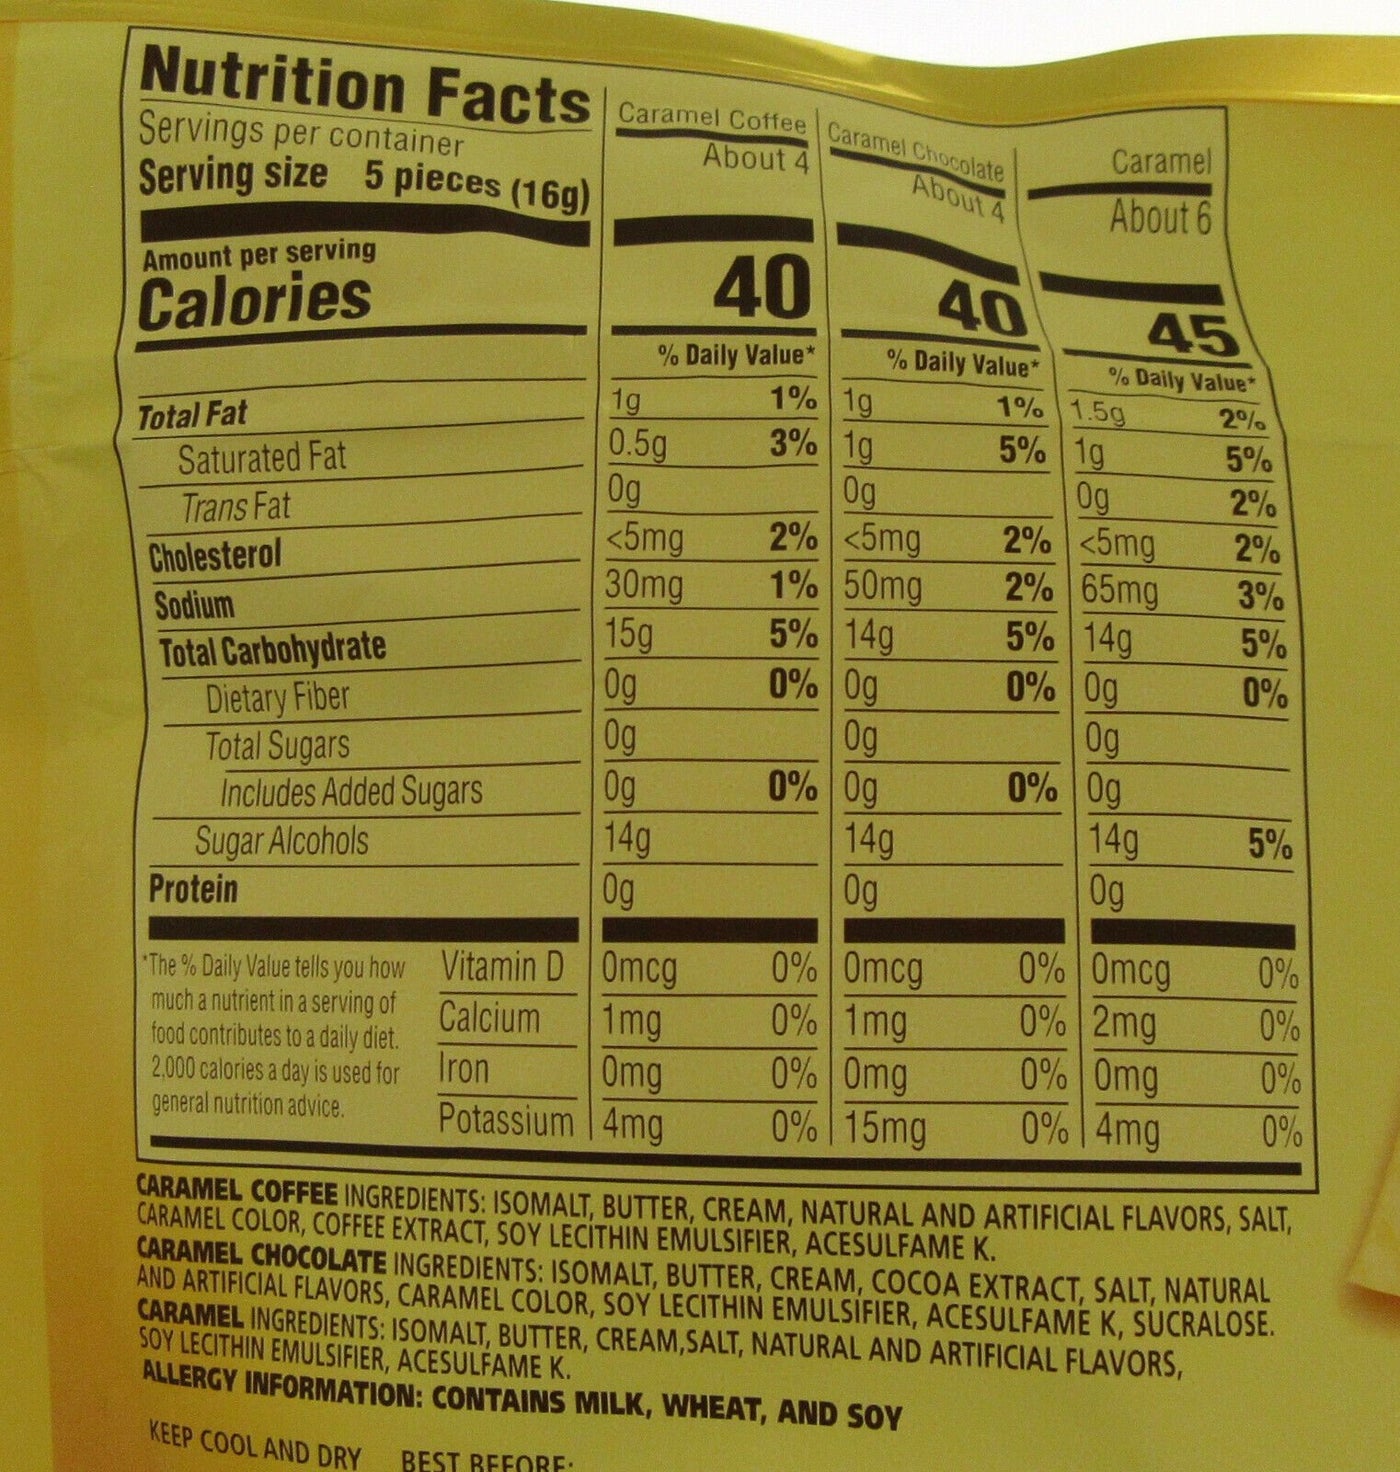 Nutrition Facts
Caramel Coffee Caramel Chocolate Caramel
Servings per container About 4 About 4 About 6
Serving size 5 pieces (16g)
Amount per serving
Calories 40 40 45
% Daily Value* % Daily Value* % Daily Value*
Total Fat 1g 1% 1g 1% 1.5g 2%
Saturated Fat 0.5g 3% 1g 5% 1g 5%
Trans Fat 0g 0g 0g 2%
Cholesterol <5mg 2% <5mg 2% <5mg 2%
Sodium 30mg 1% 50mg 2% 65mg 3%
Total Carbohydrate 15g 5% 14g 5% 14g 5%
Dietary Fiber 0g 0% 0g 0% 0g 0%
Total Sugars 0g 0g 0g
Includes Added Sugars 0g 0% 0g 0% 0g
Sugar Alcohols 14g 14g 14g 5%
Protein 0g 0g 0g
*The % Daily Value tells you how
much a nutrient in a serving of
food contributes to a daily diet.
2,000 calories a day is used for
general nutrition advice.
Vitamin D 0mcg 0% 0mcg 0% 0mcg 0%
Calcium 1mg 0% 1mg 0% 2mg 0%
Iron 0mg 0% 0mg 0% 0mg 0%
Potassium 4mg 0% 15mg 0% 4mg 0%
CARAMEL COFFEE INGREDIENTS: ISOMALT, BUTTER, CREAM, NATURAL AND ARTIFICIAL FLAVORS, SALT,
CARAMEL COLOR, COFFEE EXTRACT, SOY LECITHIN EMULSIFIER, ACESULFAME K.
CARAMEL CHOCOLATE INGREDIENTS: ISOMALT, BUTTER, CREAM, COCOA EXTRACT, SALT, NATURAL
AND ARTIFICIAL FLAVORS, CARAMEL COLOR, SOY LECITHIN EMULSIFIER, ACESULFAME K, SUCRALOSE.
CARAMEL INGREDIENTS: ISOMALT, BUTTER, CREAM,SALT, NATURAL AND ARTIFICIAL FLAVORS,
SOY LECITHIN EMULSIFIER, ACESULFAME K.
ALLERGY INFORMATION: CONTAINS MILK, WHEAT, AND SOY
KEEP COOL AND DRY BEST BEFORE: